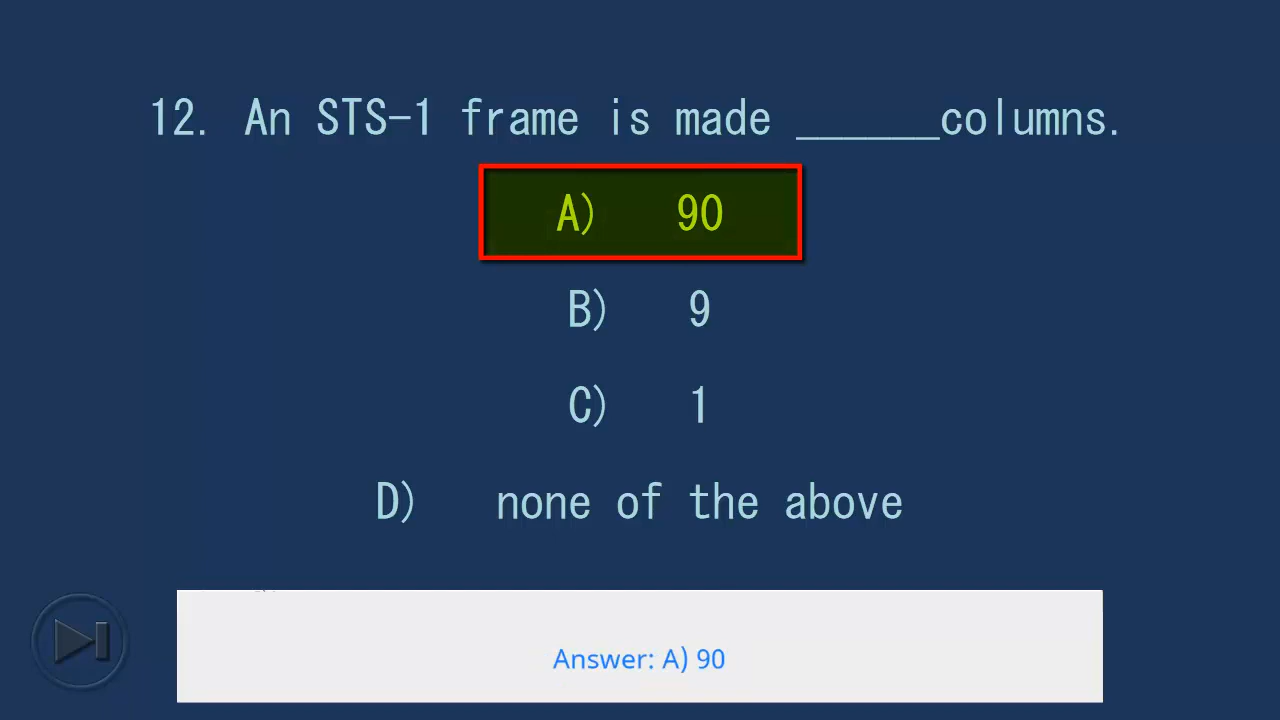 12. An STS-1 frame is made ______columns.
A) 90
B) 9
C) 1
D) none of the above
Answer: A) 90